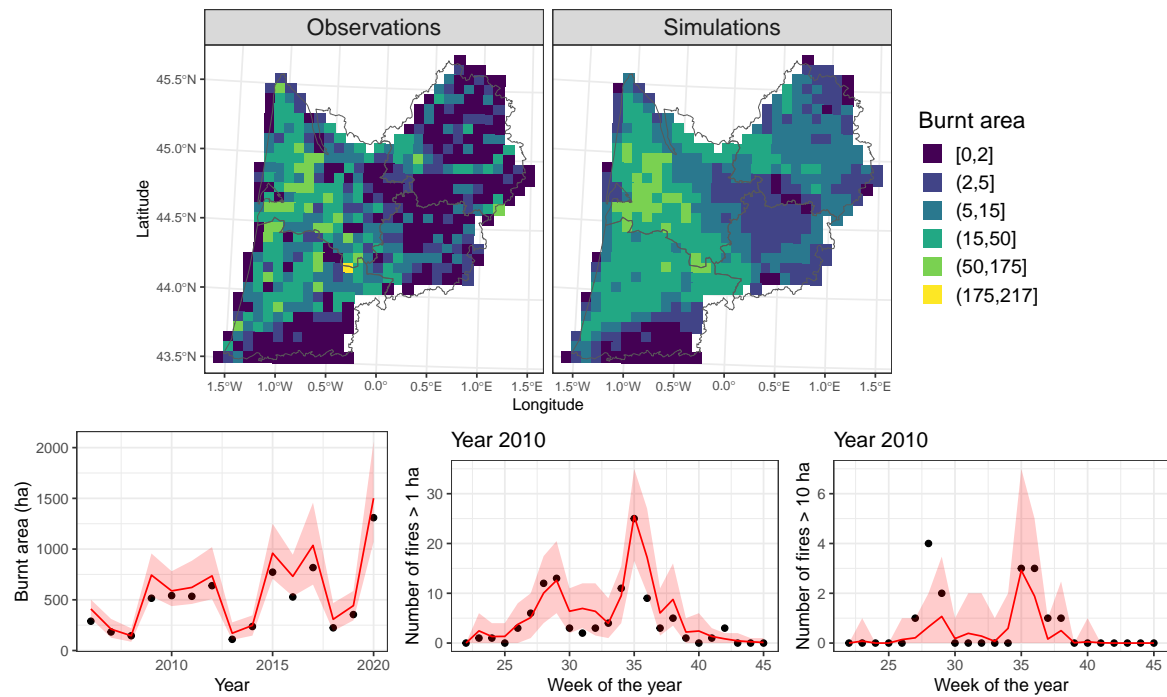 Observations
Simulations
45.5°N
45.0°N
44.5°N
44.0°N
43.5°N
Latitude
1.5°W 1.0°W 0.5°W 0.0° 0.5°E 1.0°E 1.5°E
1.5°W 1.0°W 0.5°W 0.0° 0.5°E 1.0°E 1.5°E
Longitude
Burnt area
[0,2]
(2,5]
(5,15]
(15,50]
(50,175]
(175,217]
2000
1500
1000
500
0
Burnt area (ha)
2010 2015 2020
Year
Year 2010
30
20
10
0
Number of fires > 1 ha
25 30 35 40 45
Week of the year
Year 2010
6
4
2
0
Number of fires > 10 ha
25 30 35 40 45
Week of the year